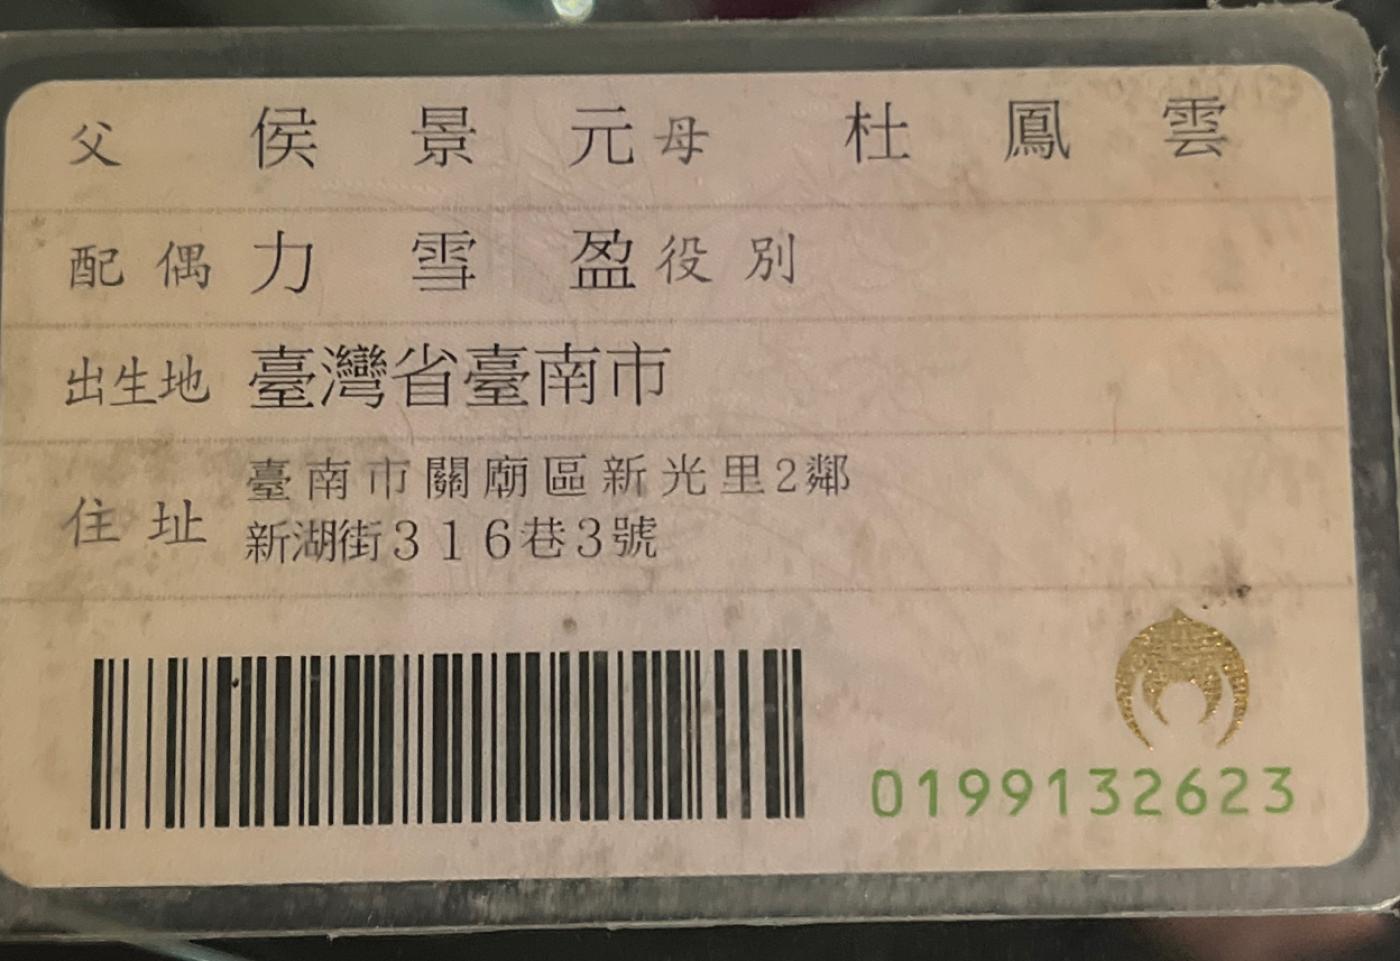 父 侯景元 母 杜鳳雲
配偶 力雪盈 役別
出生地 臺灣省臺南市
住址 臺南市關廟區新光里2鄰
新湖街316巷3號
0199132623